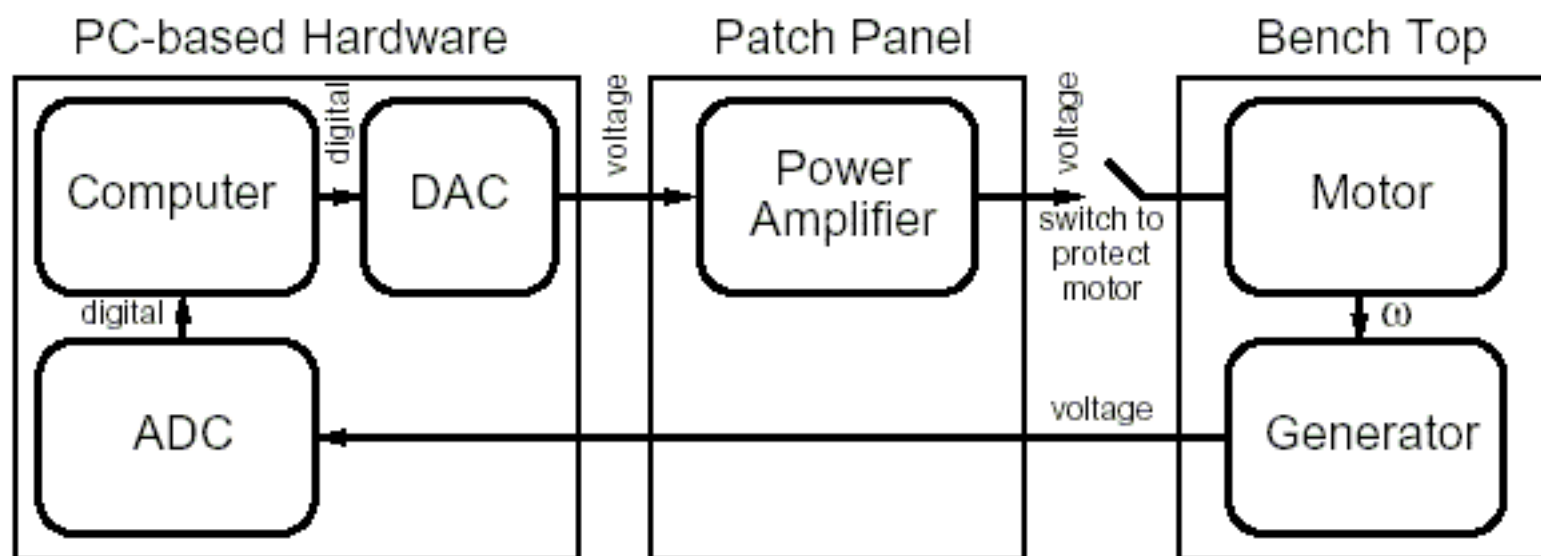 PC-based Hardware
Patch Panel
Bench Top
Computer
digital
DAC
voltage
Power
Amplifier
voltage
switch to
protect
motor
Motor
ω
digital
ADC
voltage
Generator